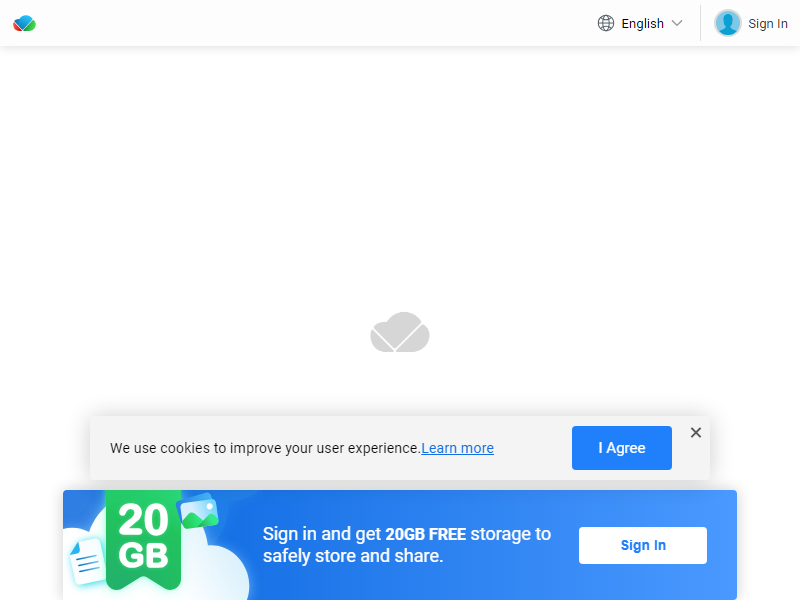 English
Sign In
We use cookies to improve your user experience.Learn more
I Agree
20
GB
Sign in and get 20GB FREE storage to
safely store and share.
Sign In